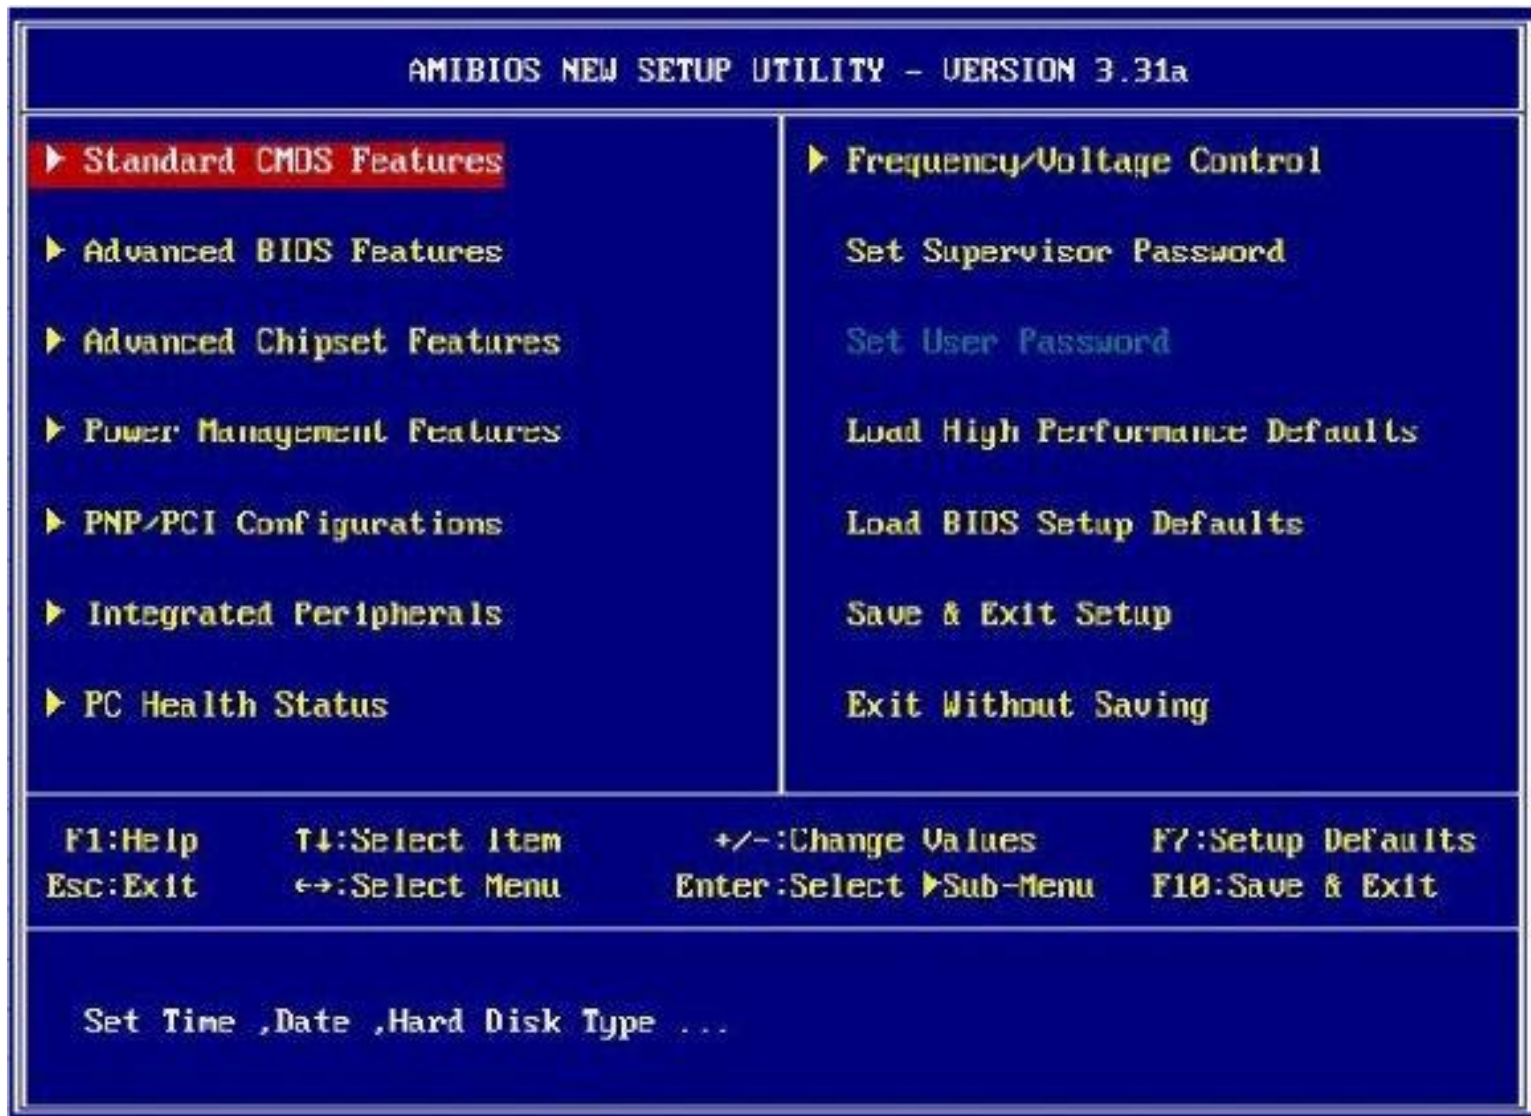 AMIBIOS NEW SETUP UTILITY - VERSION 3.31a
Standard CMOS Features
Advanced BIOS Features
Advanced Chipset Features
Power Management Features
PNP/PCI Configurations
Integrated Peripherals
PC Health Status
Frequency/Voltage Control
Set Supervisor Password
Set User Password
Load High Performance Defaults
Load BIOS Setup Defaults
Save & Exit Setup
Exit Without Saving
F1:Help ↑↓:Select Item +/-:Change Values F7:Setup Defaults
Esc:Exit ←→:Select Menu Enter:Select ►Sub-Menu F10:Save & Exit
Set Time ,Date ,Hard Disk Type ...